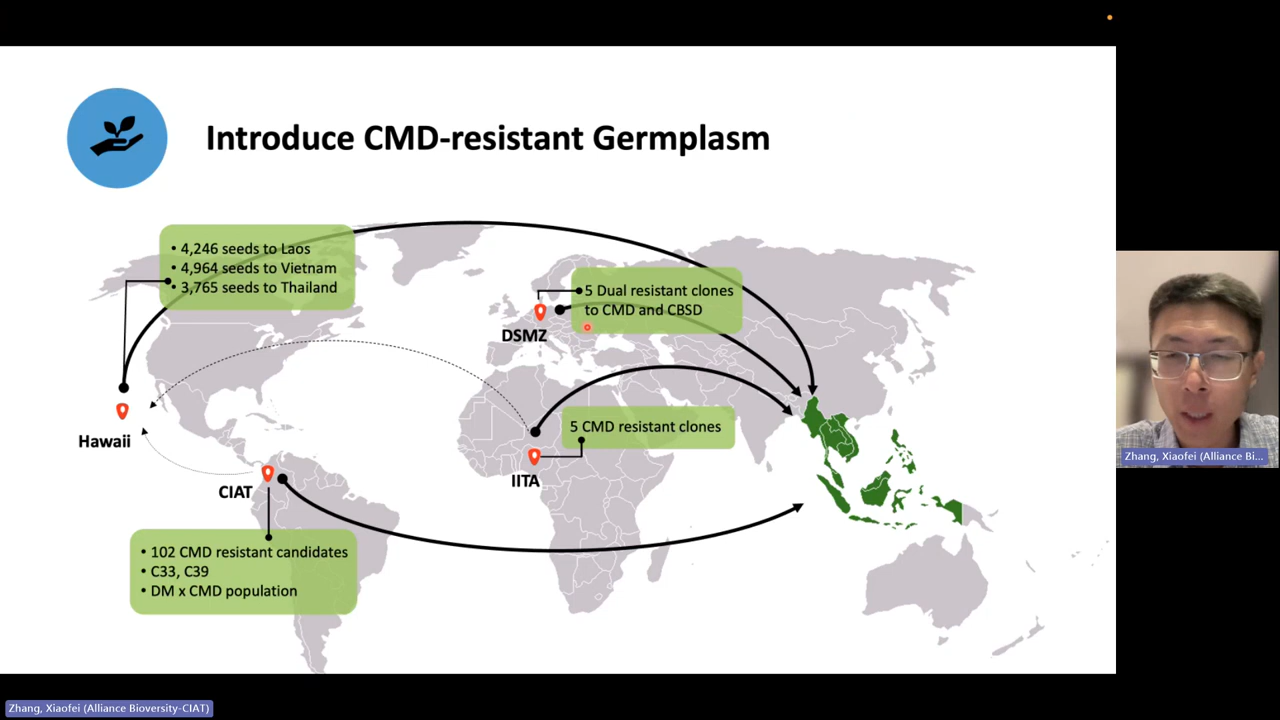 Introduce CMD-resistant Germplasm
• 4,246 seeds to Laos
• 4,964 seeds to Vietnam
• 3,765 seeds to Thailand
• 5 Dual resistant clones
to CMD and CBSD
DSMZ
5 CMD resistant clones
IITA
Hawaii
CIAT
• 102 CMD resistant candidates
• C33, C39
• DM x CMD population
Zhang, Xiaofei (Alliance Bi...
Zhang, Xiaofei (Alliance Bioversity-CIAT)